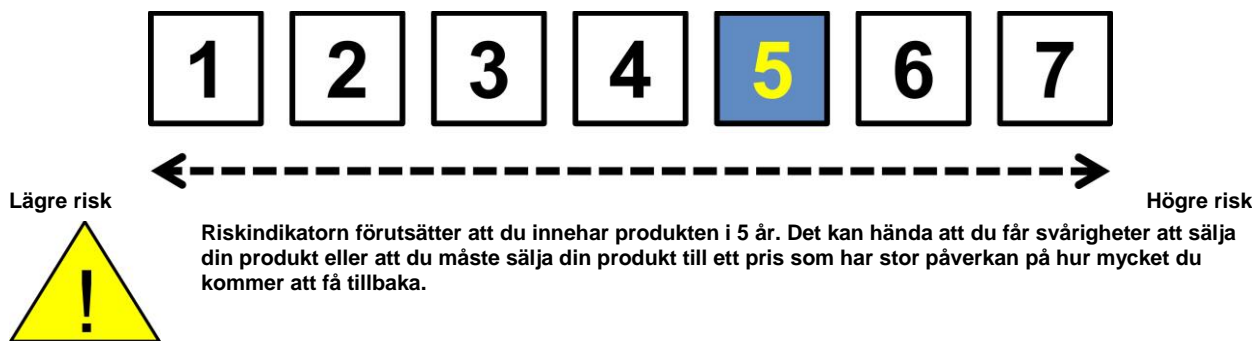 1 2 3 4 5 6 7
Lägre risk Högre risk
Riskindikatorn förutsätter att du innehar produkten i 5 år. Det kan hända att du får svårigheter att sälja
din produkt eller att du måste sälja din produkt till ett pris som har stor påverkan på hur mycket du
kommer att få tillbaka.
!